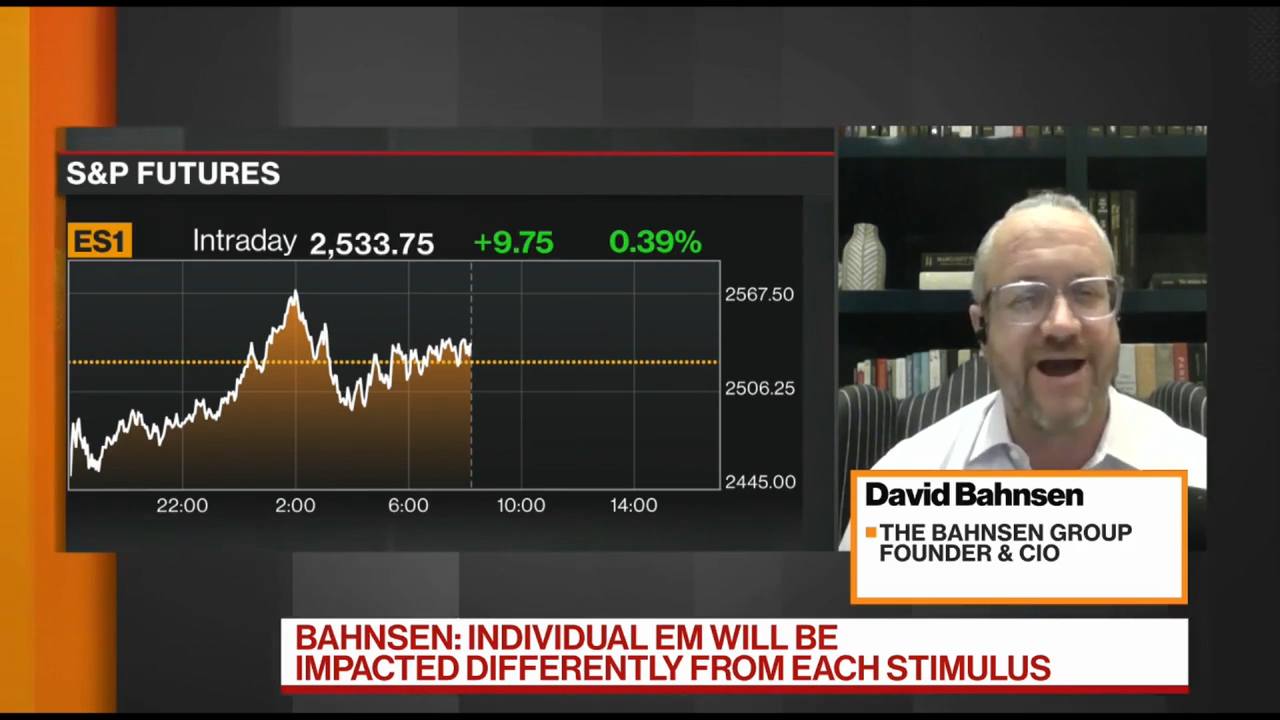 S&P FUTURES
ES1 Intraday 2,533.75 +9.75 0.39%
2567.50
2506.25
2445.00
22:00 2:00 6:00 10:00 14:00
David Bahnsen
THE BAHNSEN GROUP
FOUNDER & CIO
BAHNSEN: INDIVIDUAL EM WILL BE
IMPACTED DIFFERENTLY FROM EACH STIMULUS